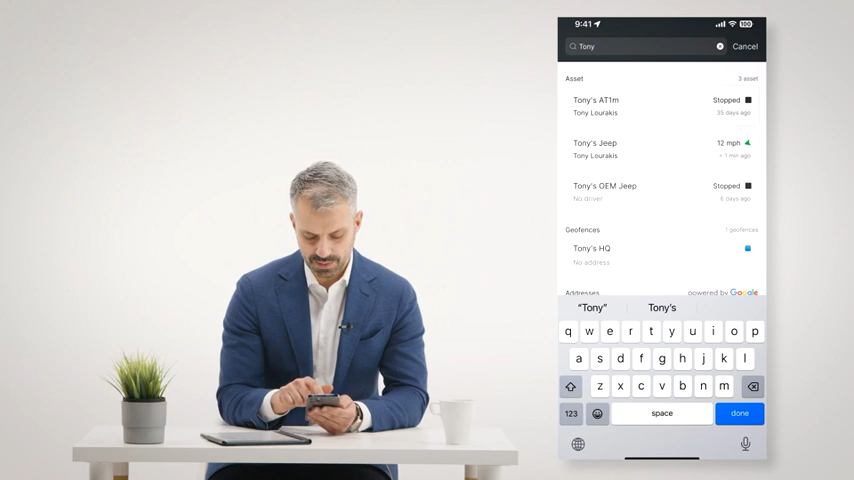 9:41
100
Tony
Cancel
Asset
3 asset
Tony's AT1m
Stopped
Tony Lourakis
35 days ago
Tony's Jeep
12 mph
Tony Lourakis
< 1 min ago
Tony's OEM Jeep
Stopped
No driver
6 days ago
Geofences
1 geofences
Tony's HQ
No address
Addresses
powered by Google
“Tony”
Tony's
q w e r t y u i o p
a s d f g h j k l
z x c v b n m
123
space
done